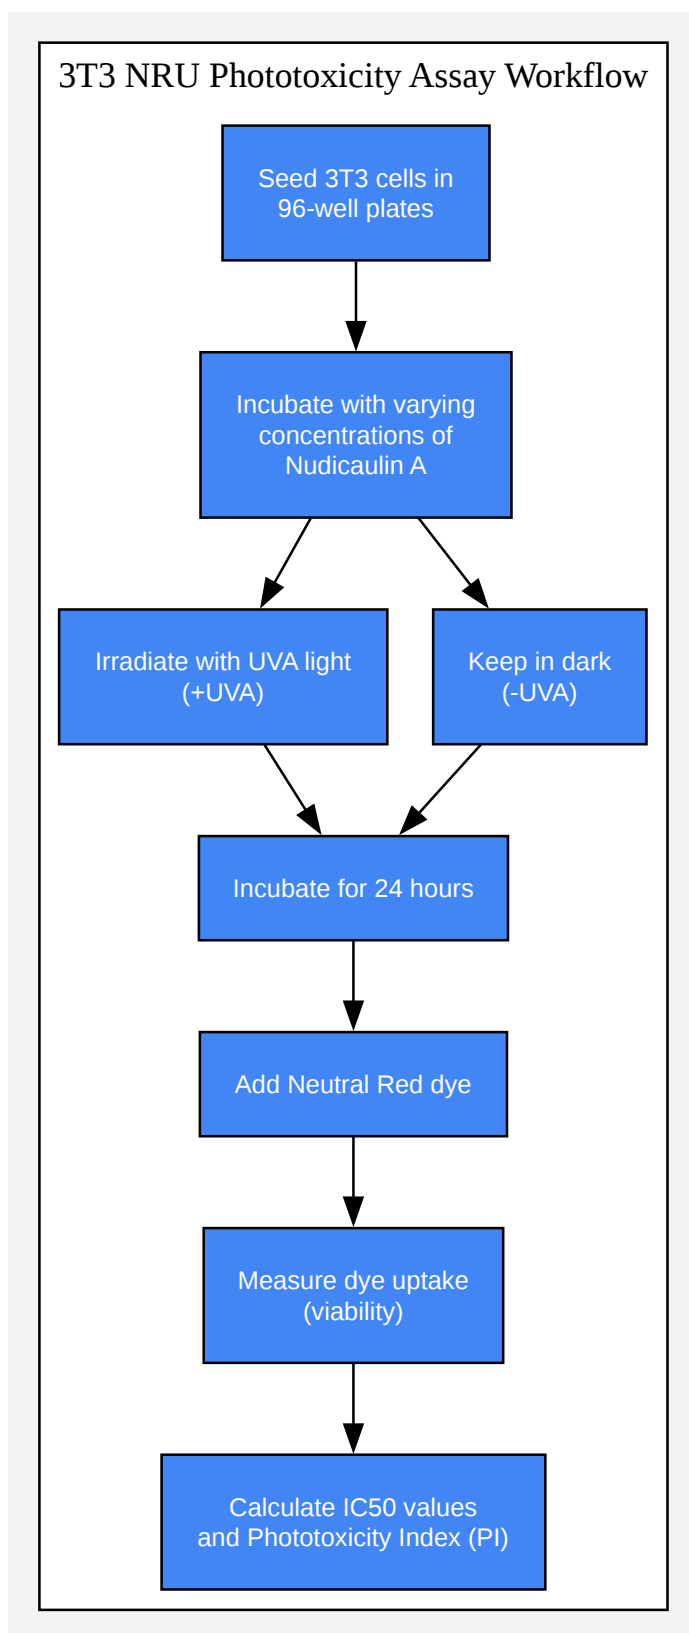 3T3 NRU Phototoxicity Assay Workflow
Seed 3T3 cells in
96-well plates
Incubate with varying
concentrations of
Nudicaulin A
Irradiate with UVA light
(+UVA)
Keep in dark
(-UVA)
Incubate for 24 hours
Add Neutral Red dye
Measure dye uptake
(viability)
Calculate IC50 values
and Phototoxicity Index (PI)